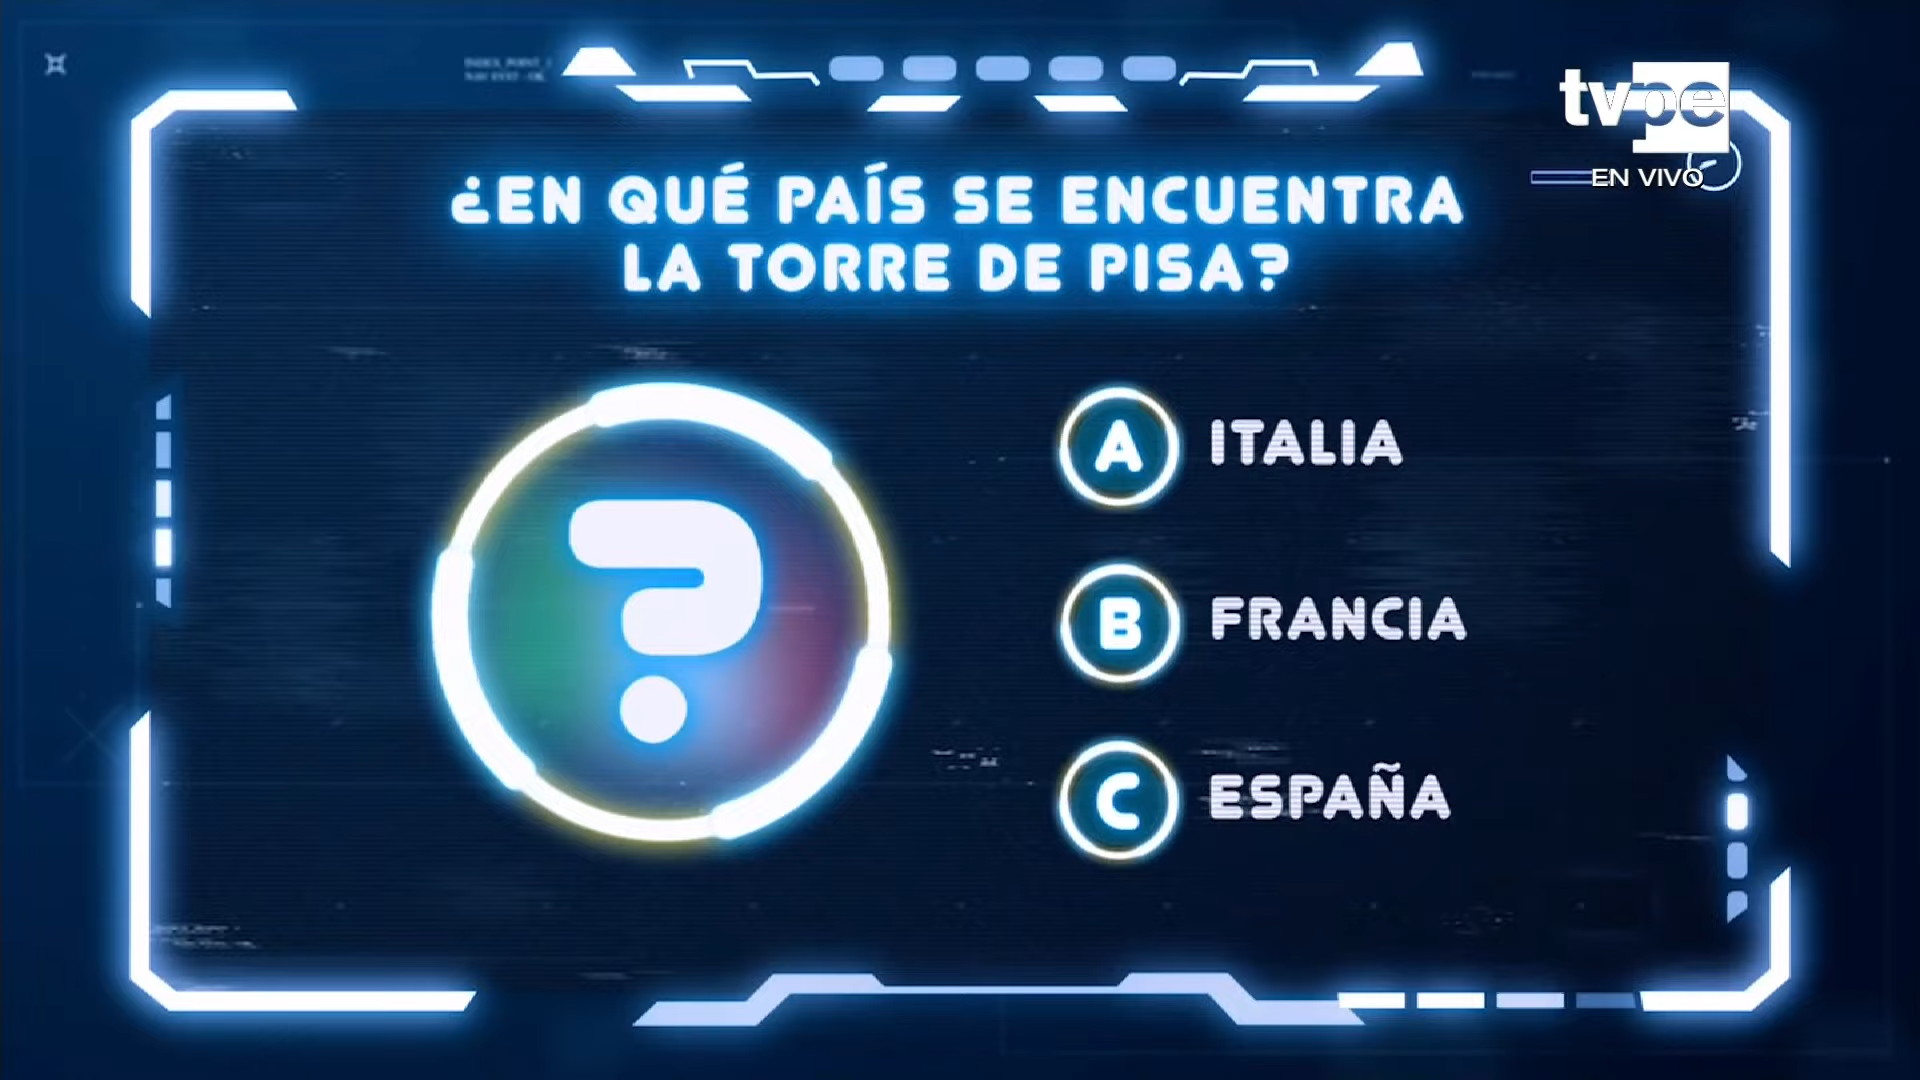 tvpe
EN VIVO
¿EN QUÉ PAÍS SE ENCUENTRA
LA TORRE DE PISA?
?
A ITALIA
B FRANCIA
C ESPAÑA